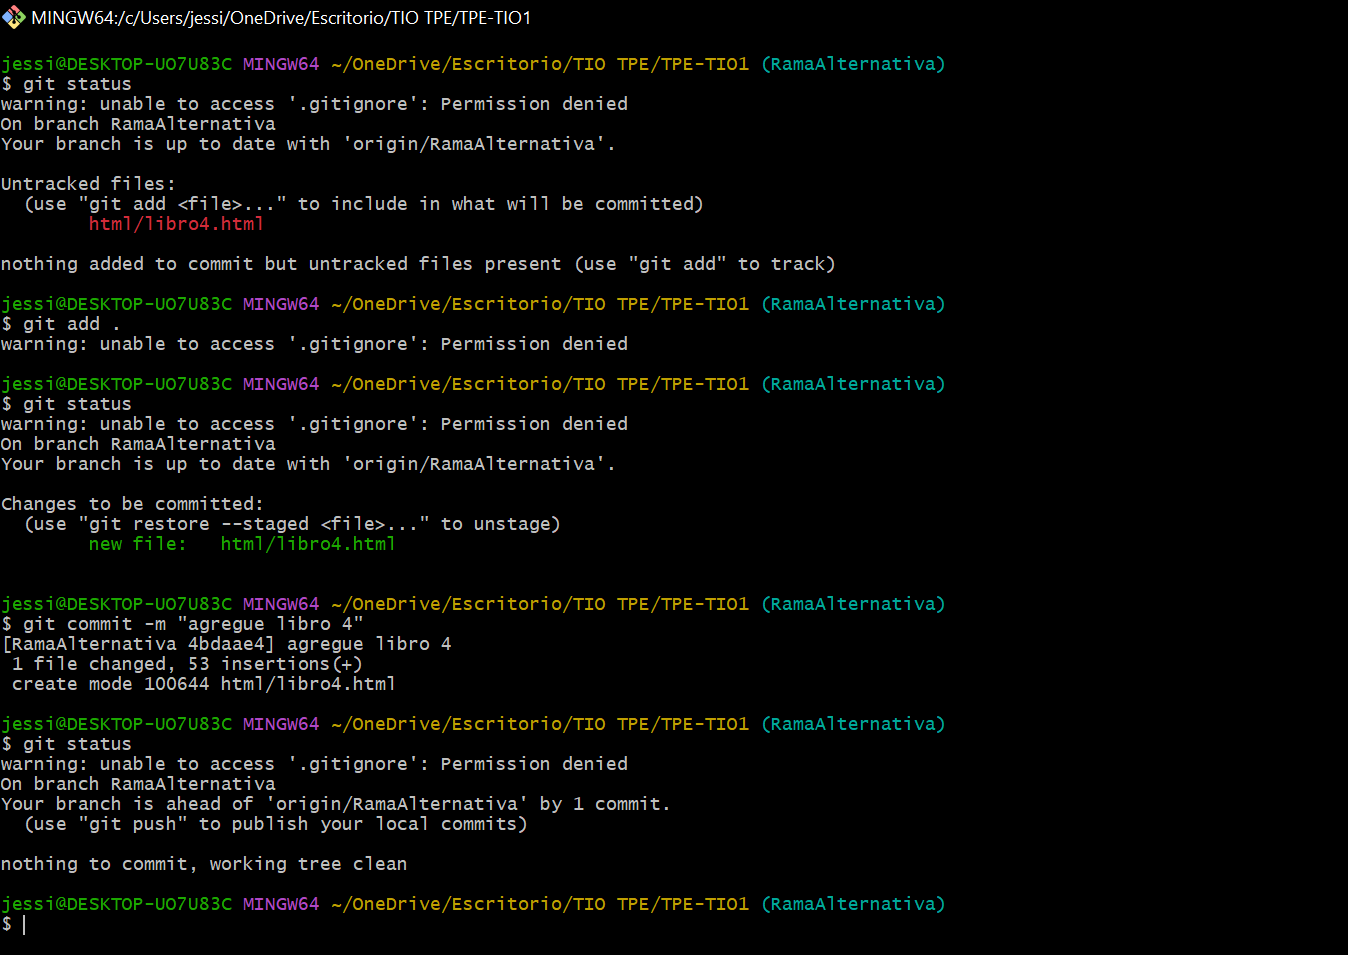 MINGW64:/c/Users/jessi/OneDrive/Escritorio/TIO TPE/TPE-TIO1
jessi@DESKTOP-UO7U83C MINGW64 ~/OneDrive/Escritorio/TIO TPE/TPE-TIO1 (RamaAlternativa)
$ git status
warning: unable to access '.gitignore': Permission denied
On branch RamaAlternativa
Your branch is up to date with 'origin/RamaAlternativa'.
Untracked files:
  (use "git add <file>..." to include in what will be committed)
        html/libro4.html
nothing added to commit but untracked files present (use "git add" to track)
jessi@DESKTOP-UO7U83C MINGW64 ~/OneDrive/Escritorio/TIO TPE/TPE-TIO1 (RamaAlternativa)
$ git add .
warning: unable to access '.gitignore': Permission denied
jessi@DESKTOP-UO7U83C MINGW64 ~/OneDrive/Escritorio/TIO TPE/TPE-TIO1 (RamaAlternativa)
$ git status
warning: unable to access '.gitignore': Permission denied
On branch RamaAlternativa
Your branch is up to date with 'origin/RamaAlternativa'.
Changes to be committed:
  (use "git restore --staged <file>..." to unstage)
        new file:   html/libro4.html
jessi@DESKTOP-UO7U83C MINGW64 ~/OneDrive/Escritorio/TIO TPE/TPE-TIO1 (RamaAlternativa)
$ git commit -m "agregue libro 4"
[RamaAlternativa 4bdaae4] agregue libro 4
 1 file changed, 53 insertions(+)
 create mode 100644 html/libro4.html
jessi@DESKTOP-UO7U83C MINGW64 ~/OneDrive/Escritorio/TIO TPE/TPE-TIO1 (RamaAlternativa)
$ git status
warning: unable to access '.gitignore': Permission denied
On branch RamaAlternativa
Your branch is ahead of 'origin/RamaAlternativa' by 1 commit.
  (use "git push" to publish your local commits)
nothing to commit, working tree clean
jessi@DESKTOP-UO7U83C MINGW64 ~/OneDrive/Escritorio/TIO TPE/TPE-TIO1 (RamaAlternativa)
$